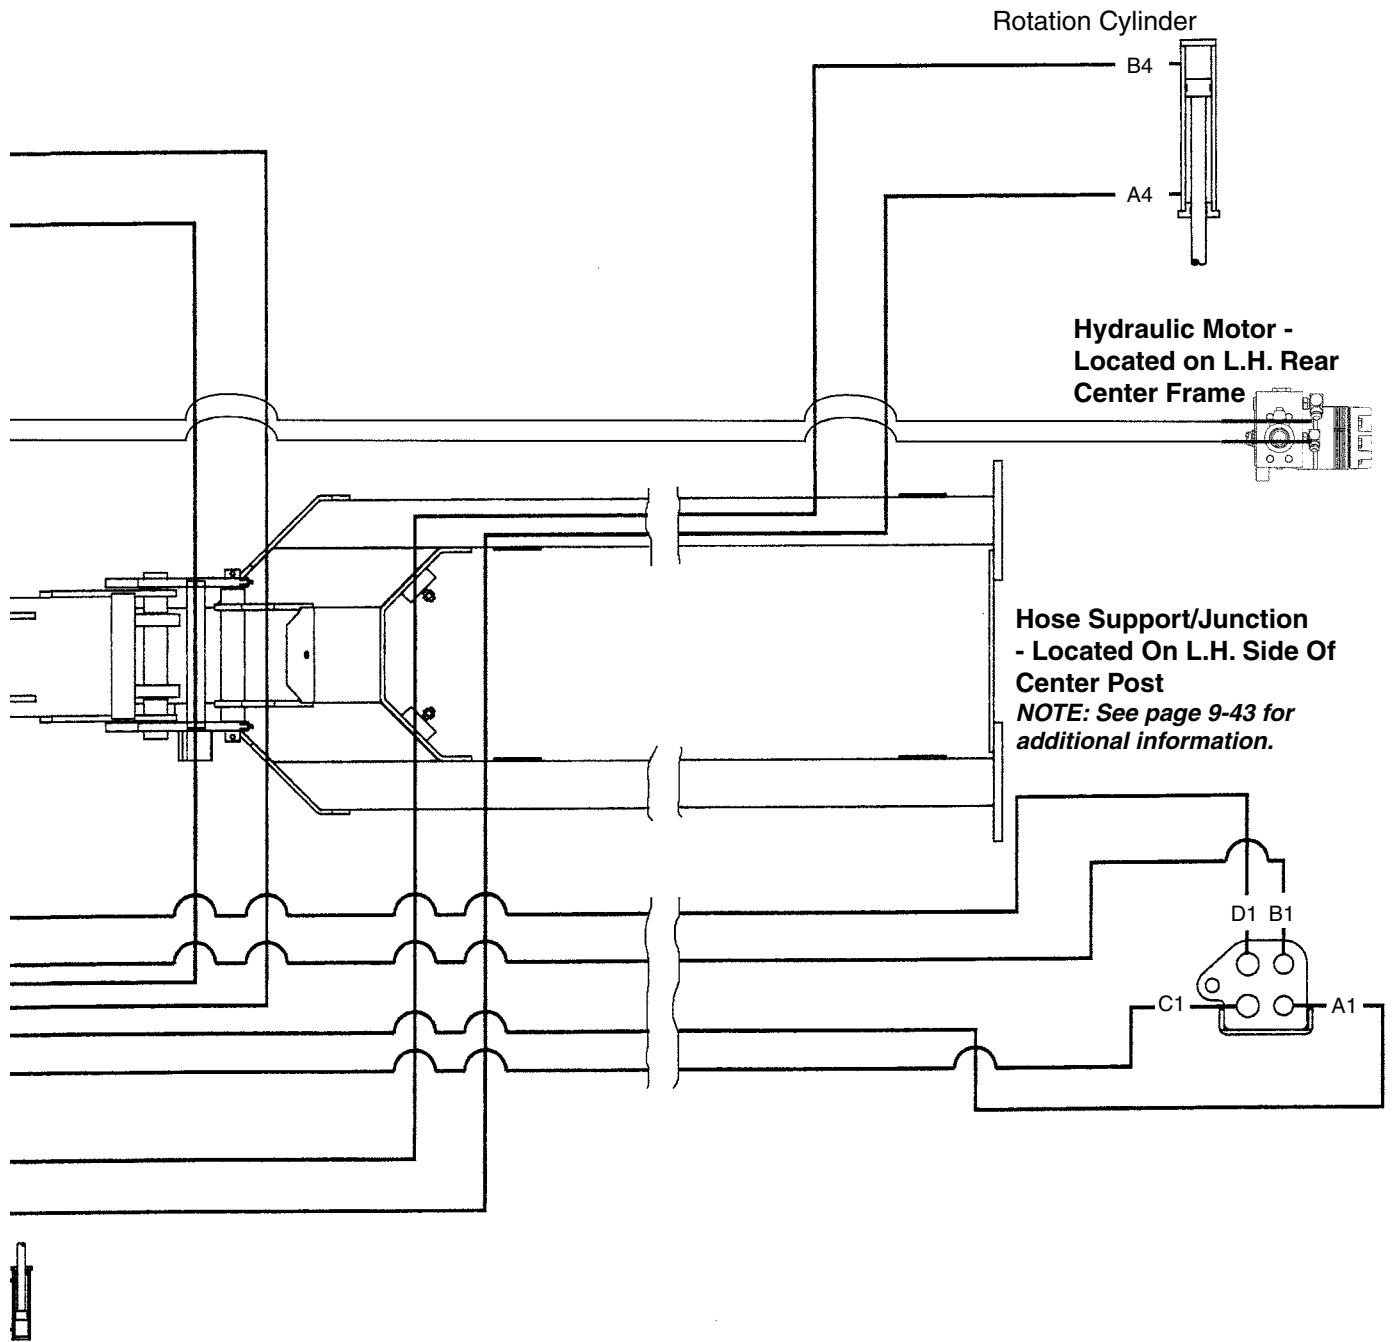 Rotation Cylinder
B4
A4
Hydraulic Motor -
Located on L.H. Rear
Center Frame
Hose Support/Junction
- Located On L.H. Side Of
Center Post
NOTE: See page 9-43 for
additional information.
D1 B1
C1 A1